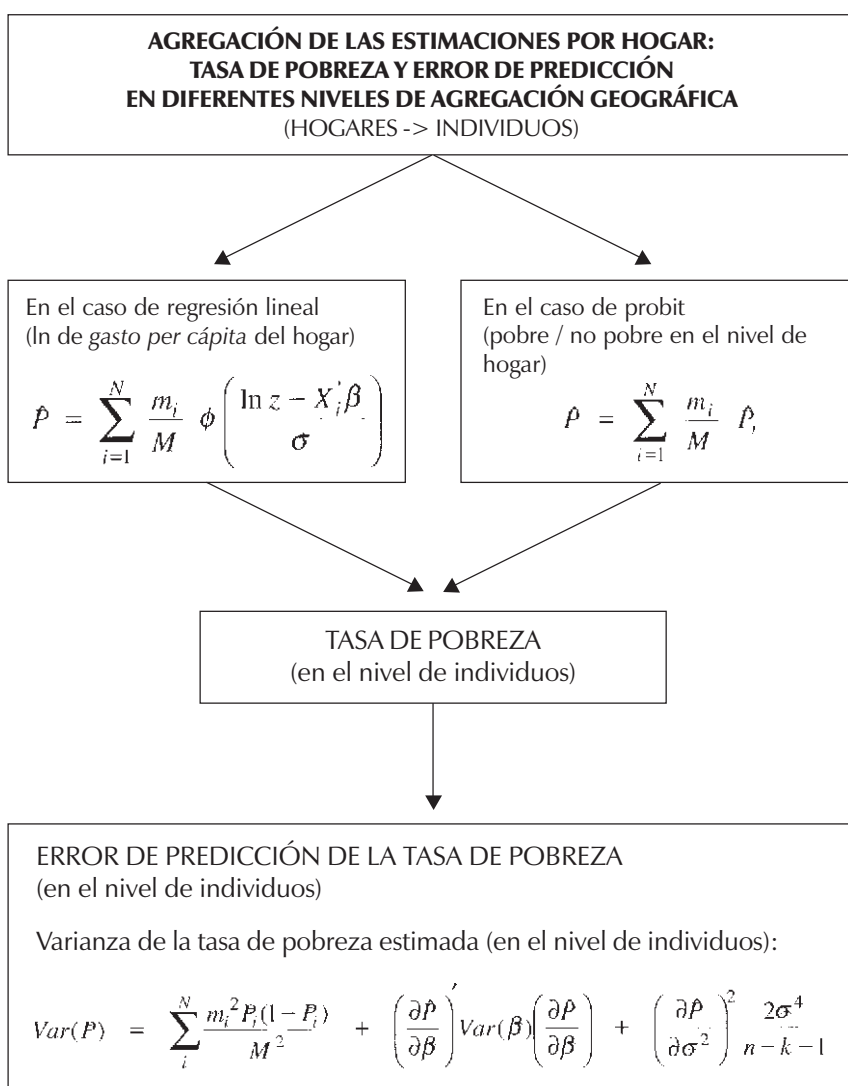 AGREGACIÓN DE LAS ESTIMACIONES POR HOGAR:
TASA DE POBREZA Y ERROR DE PREDICCIÓN
EN DIFERENTES NIVELES DE AGREGACIÓN GEOGRÁFICA
(HOGARES -> INDIVIDUOS)
En el caso de regresión lineal
(ln de gasto per cápita del hogar)
P̂ = ∑_{i=1}^{N} m_i / M ϕ ( (ln z − X_i'β) / σ )
En el caso de probit
(pobre / no pobre en el nivel de
hogar)
P̂ = ∑_{i=1}^{N} m_i / M P̂_i
TASA DE POBREZA
(en el nivel de individuos)
ERROR DE PREDICCIÓN DE LA TASA DE POBREZA
(en el nivel de individuos)
Varianza de la tasa de pobreza estimada (en el nivel de individuos):
Var(P) = ∑_{i}^{N} m_i² P_i(1 − P_i) / M² + (∂P̂ / ∂β)' Var(β) (∂P̂ / ∂β) + (∂P̂ / ∂σ²)² 2σ⁴ / (n − k − 1)